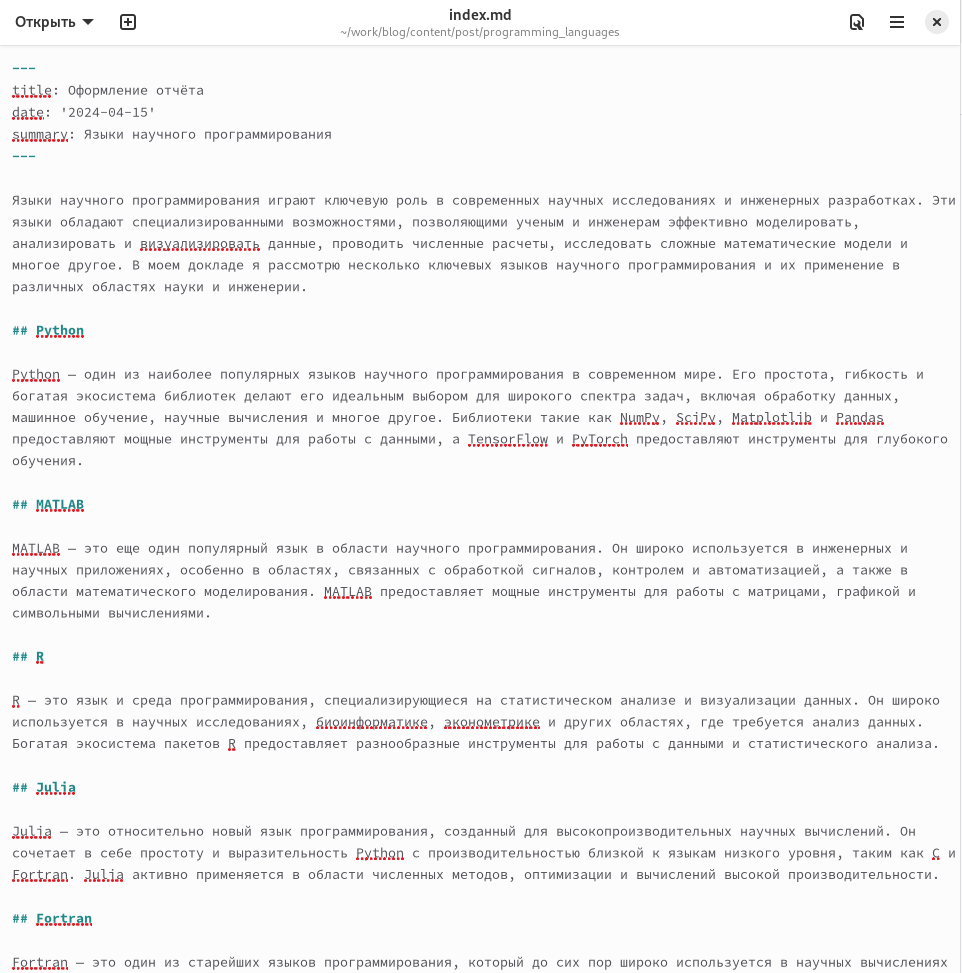 Открыть
index.md
~/work/blog/content/post/programming_languages
---
title: Оформление отчёта
date: '2024-04-15'
summary: Языки научного программирования
---
Языки научного программирования играют ключевую роль в современных научных исследованиях и инженерных разработках. Эти
языки обладают специализированными возможностями, позволяющими ученым и инженерам эффективно моделировать,
анализировать и визуализировать данные, проводить численные расчеты, исследовать сложные математические модели и
многое другое. В моем докладе я рассмотрю несколько ключевых языков научного программирования и их применение в
различных областях науки и инженерии.
## Python
Python — один из наиболее популярных языков научного программирования в современном мире. Его простота, гибкость и
богатая экосистема библиотек делают его идеальным выбором для широкого спектра задач, включая обработку данных,
машинное обучение, научные вычисления и многое другое. Библиотеки такие как NumPy, SciPy, Matplotlib и Pandas
предоставляют мощные инструменты для работы с данными, а TensorFlow и PyTorch предоставляют инструменты для глубокого
обучения.
## MATLAB
MATLAB — это еще один популярный язык в области научного программирования. Он широко используется в инженерных и
научных приложениях, особенно в областях, связанных с обработкой сигналов, контролем и автоматизацией, а также в
области математического моделирования. MATLAB предоставляет мощные инструменты для работы с матрицами, графикой и
символьными вычислениями.
## R
R — это язык и среда программирования, специализирующиеся на статистическом анализе и визуализации данных. Он широко
используется в научных исследованиях, биоинформатике, эконометрике и других областях, где требуется анализ данных.
Богатая экосистема пакетов R предоставляет разнообразные инструменты для работы с данными и статистического анализа.
## Julia
Julia — это относительно новый язык программирования, созданный для высокопроизводительных научных вычислений. Он
сочетает в себе простоту и выразительность Python с производительностью близкой к языкам низкого уровня, таким как C и
Fortran. Julia активно применяется в области численных методов, оптимизации и вычислений высокой производительности.
## Fortran
Fortran — это один из старейших языков программирования, который до сих пор широко используется в научных вычислениях